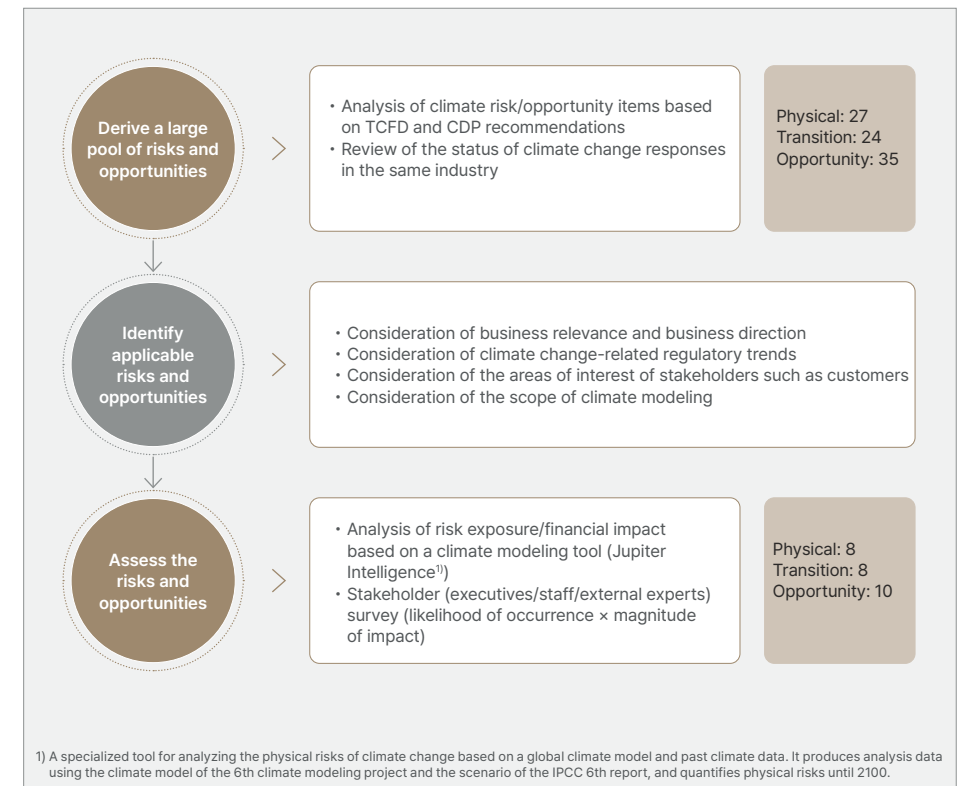 Derive a large
pool of risks and
opportunities
• Analysis of climate risk/opportunity items based
on TCFD and CDP recommendations
• Review of the status of climate change responses
in the same industry
Physical: 27
Transition: 24
Opportunity: 35
Identify
applicable
risks and
opportunities
• Consideration of business relevance and business direction
• Consideration of climate change-related regulatory trends
• Consideration of the areas of interest of stakeholders such as customers
• Consideration of the scope of climate modeling
Assess the
risks and
opportunities
• Analysis of risk exposure/financial impact
based on a climate modeling tool (Jupiter
Intelligence1))
• Stakeholder (executives/staff/external experts)
survey (likelihood of occurrence × magnitude
of impact)
Physical: 8
Transition: 8
Opportunity: 10
1) A specialized tool for analyzing the physical risks of climate change based on a global climate model and past climate data. It produces analysis data
using the climate model of the 6th climate modeling project and the scenario of the IPCC 6th report, and quantifies physical risks until 2100.